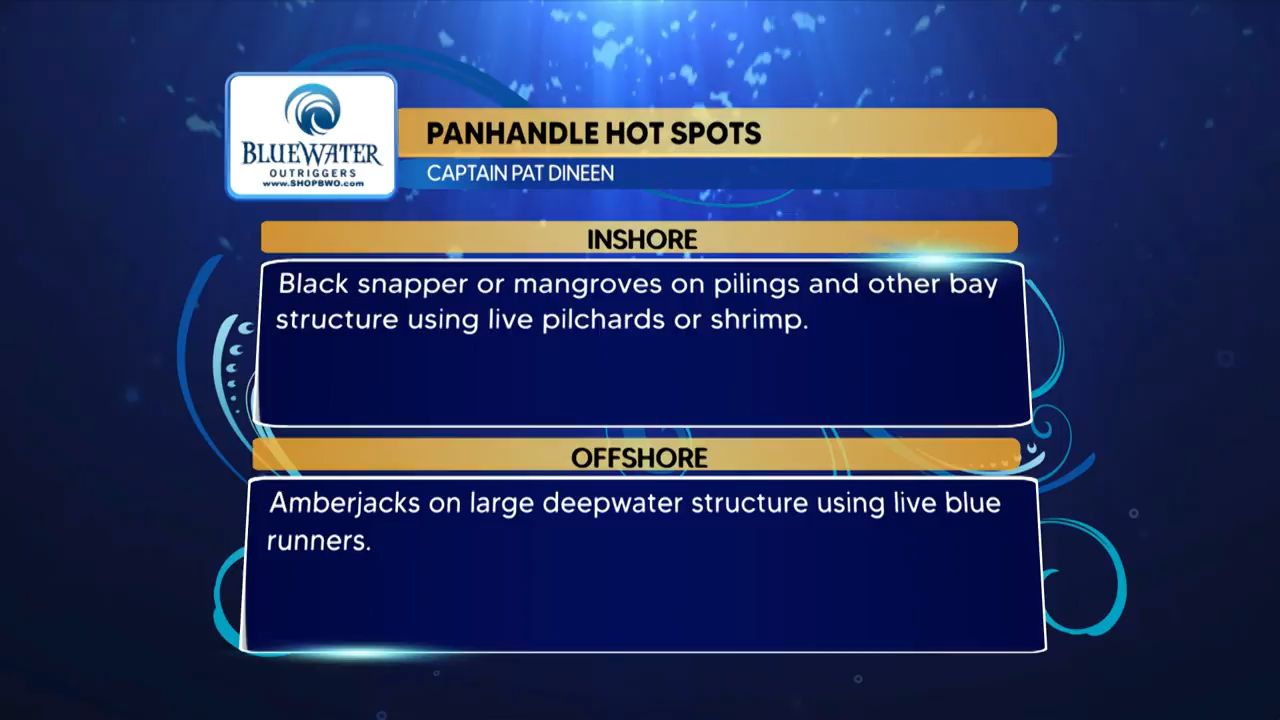 BLUEWATER
OUTRIGGERS
www.SHOPBWO.com
PANHANDLE HOT SPOTS
CAPTAIN PAT DINEEN
INSHORE
Black snapper or mangroves on pilings and other bay
structure using live pilchards or shrimp.
OFFSHORE
Amberjacks on large deepwater structure using live blue
runners.